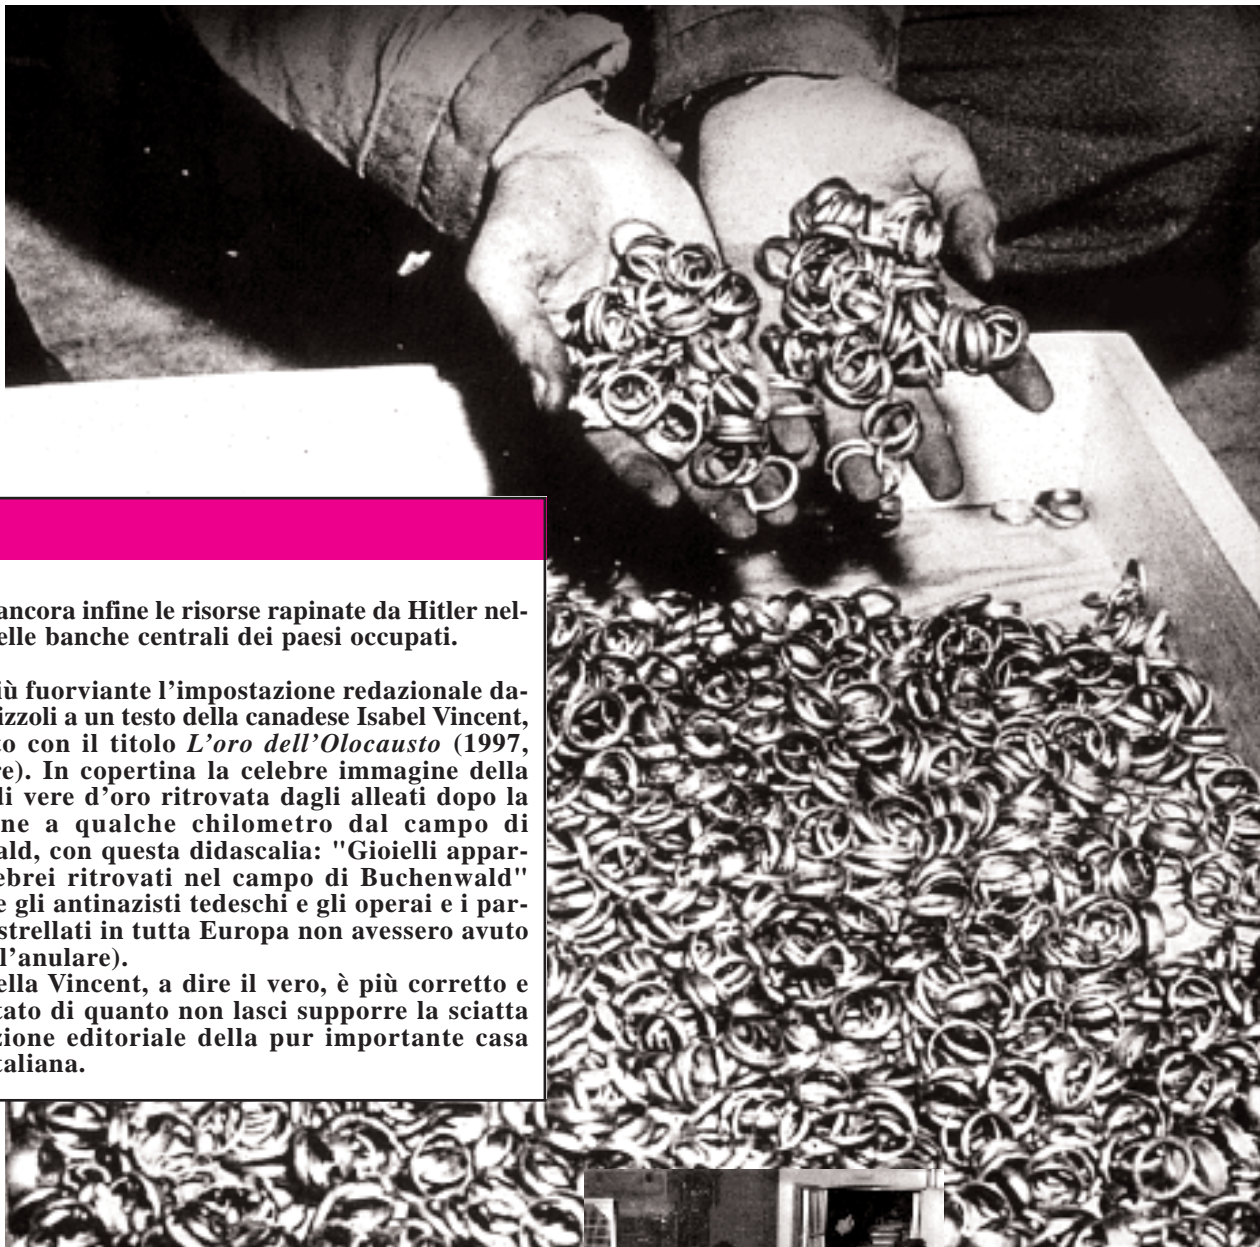 ancora infine le risorse rapinate da Hitler nel-
elle banche centrali dei paesi occupati.
iù fuorviante l'impostazione redazionale da-
izzoli a un testo della canadese Isabel Vincent,
to con il titolo L'oro dell'Olocausto (1997,
re). In copertina la celebre immagine della
di vere d'oro ritrovata dagli alleati dopo la
ne a qualche chilometro dal campo di
ald, con questa didascalia: "Gioielli appar-
ebrei ritrovati nel campo di Buchenwald"
e gli antinazisti tedeschi e gli operai e i par-
strellati in tutta Europa non avessero avuto
l'anulare).
ella Vincent, a dire il vero, è più corretto e
tato di quanto non lasci supporre la sciatta
zione editoriale della pur importante casa
taliana.